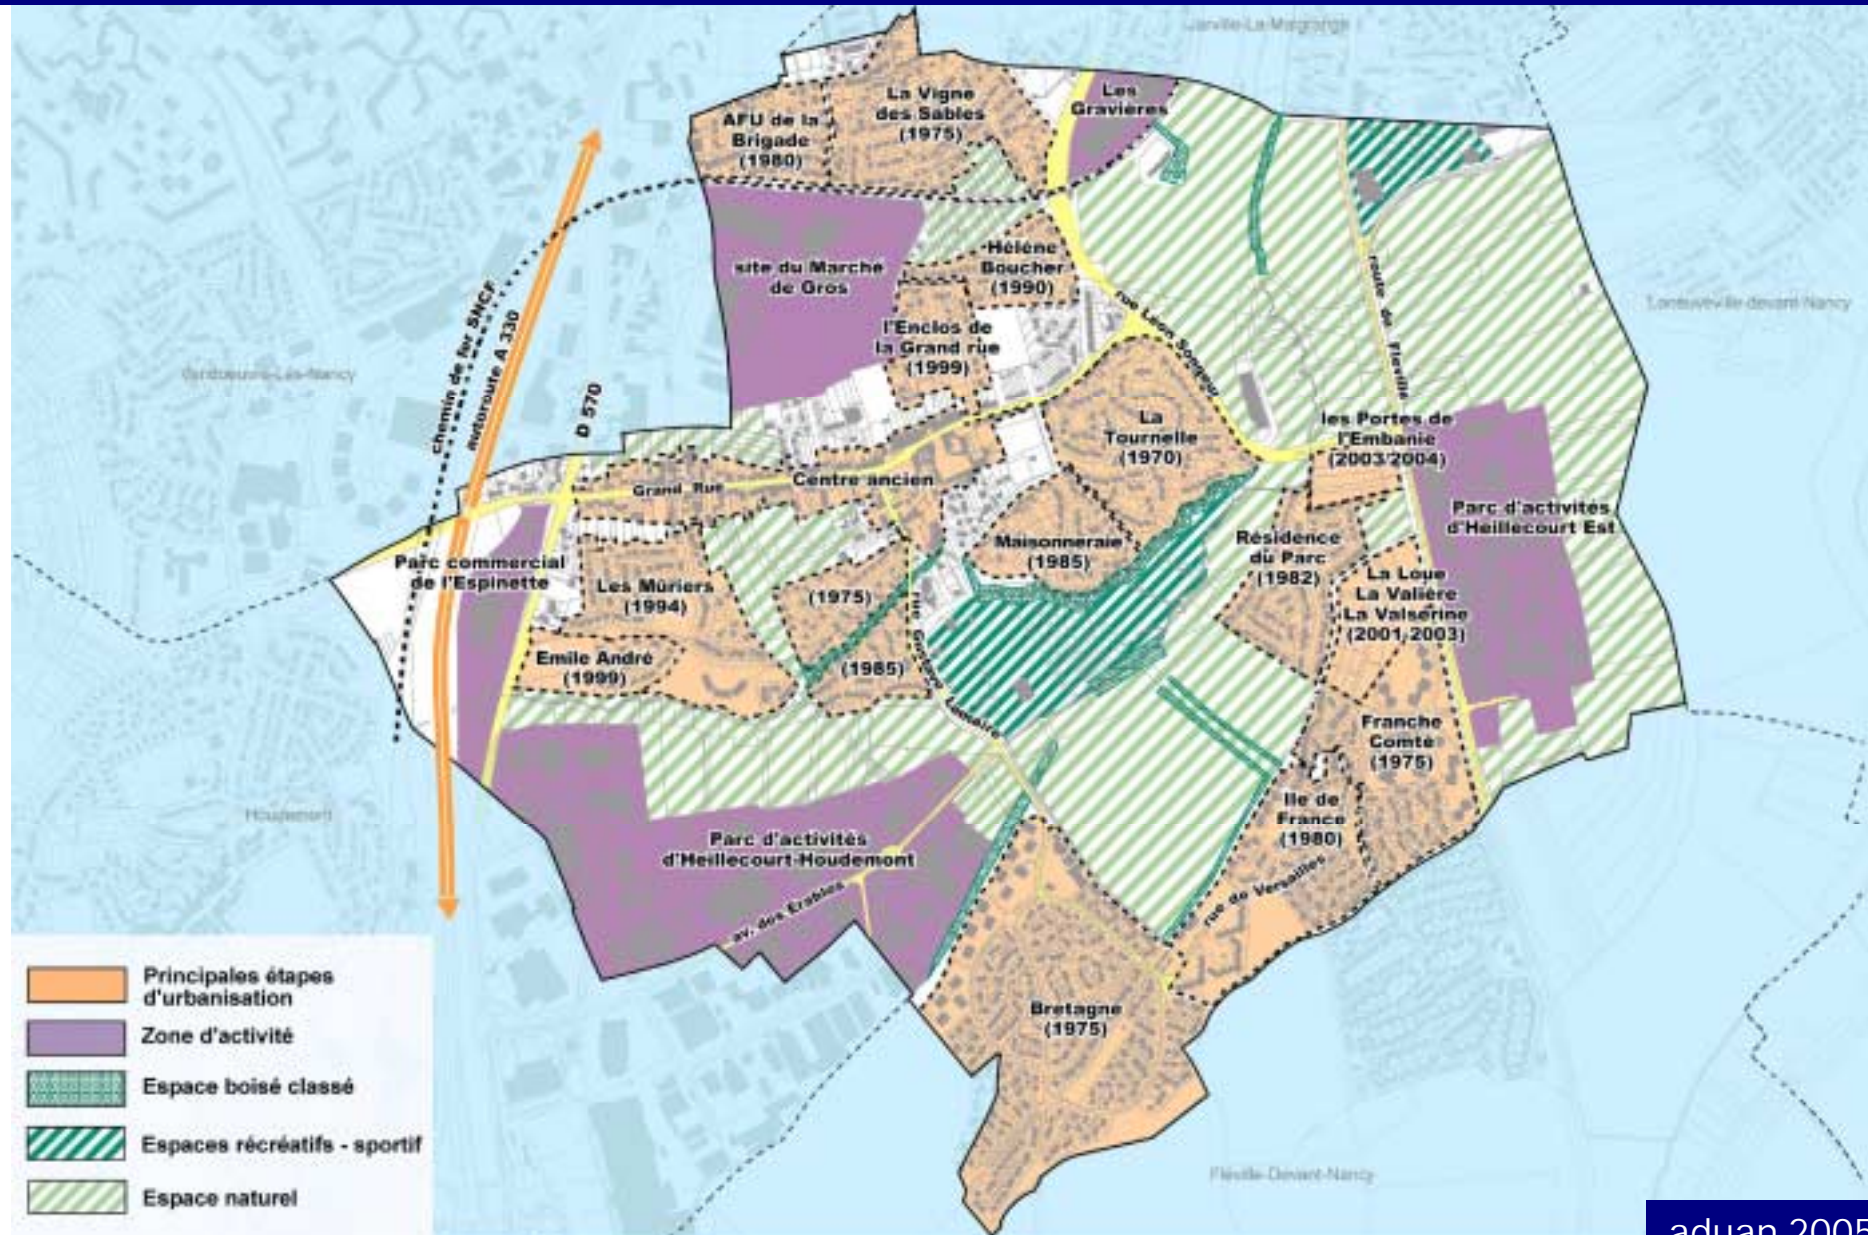 Jarville-La-Malgrange
La Vigne
des Sables
(1975)
Les
Gravières
AFU de la
Brigade
(1980)
site du Marché
de Gros
Hélène
Boucher
(1990)
l'Enclos de
la Grand rue
(1999)
rue Léon Songeur
route de Fléville
chemin de fer SNCF
autoroute A 330
D 570
Vandoeuvre-Lès-Nancy
La
Tournelle
(1970)
les Portes de
l'Embanie
(2003/2004)
Grand Rue
Centre ancien
Parc d'activités
d'Heillecourt Est
Parc commercial
de l'Espinette
Les Mûriers
(1994)
(1975)
Maisonneraie
(1985)
Résidence
du Parc
(1982)
La Loue
La Valière
La Valserine
(2001/2003)
Emile André
(1999)
(1985)
rue Gustave Lemaire
Franche
Comté
(1975)
Houdemont
Ile de
France
(1980)
Parc d'activités
d'Heillecourt-Houdemont
av. des Erables
rue de Versailles
Bretagne
(1975)
Fléville-Devant-Nancy
Principales étapes
d'urbanisation
Zone d'activité
Espace boisé classé
Espaces récréatifs - sportif
Espace naturel
aduan 2005